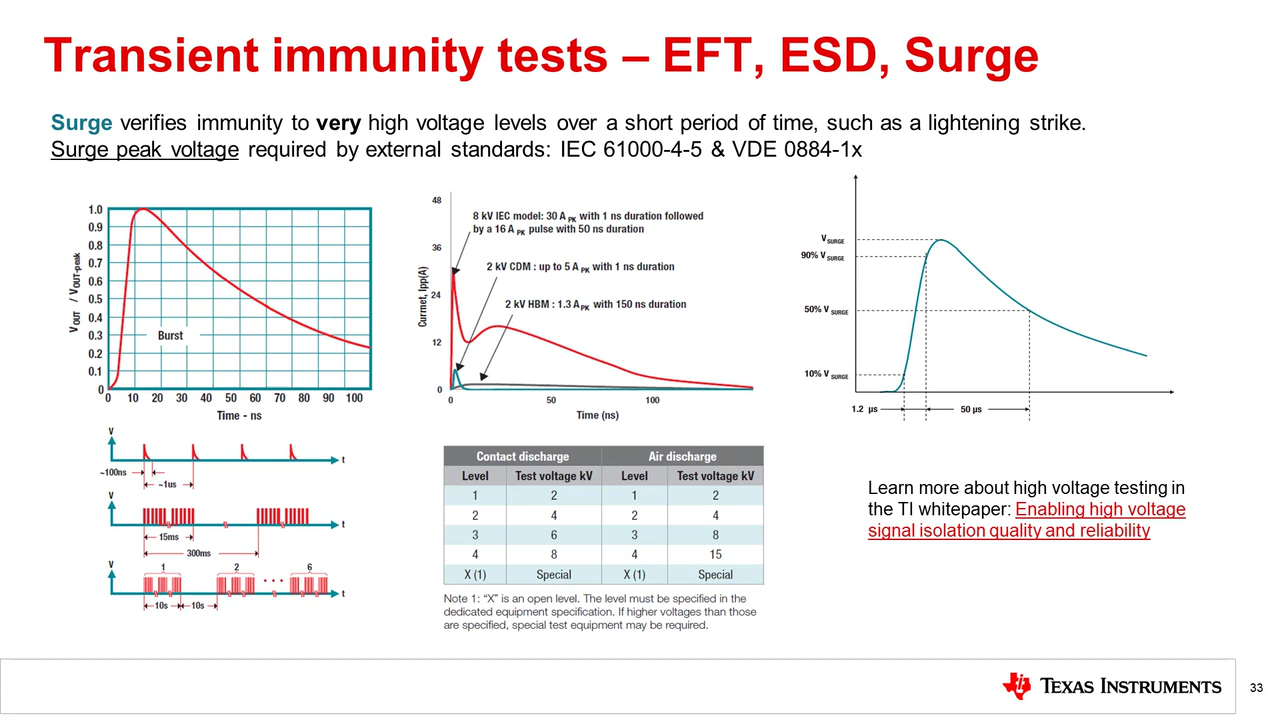 Transient immunity tests – EFT, ESD, Surge
Surge verifies immunity to very high voltage levels over a short period of time, such as a lightening strike.
Surge peak voltage required by external standards: IEC 61000-4-5 & VDE 0884-1x
1.0
0.9
0.8
0.7
0.6
0.5
0.4
0.3
0.2
0.1
0
VOUT / VOUT-peak
Burst
0 10 20 30 40 50 60 70 80 90 100
Time - ns
V
t
~100ns
~1us
V
t
15ms
300ms
V
1 2 6
t
10s 10s
48
36
24
12
0
Currnet, Ipp(A)
8 kV IEC model: 30 APK with 1 ns duration followed
by a 16 APK pulse with 50 ns duration
2 kV CDM : up to 5 APK with 1 ns duration
2 kV HBM : 1.3 APK with 150 ns duration
0 50 100
Time (ns)
Contact discharge Air discharge
Level Test voltage kV Level Test voltage kV
1 2 1 2
2 4 2 4
3 6 3 8
4 8 4 15
X (1) Special X (1) Special
Note 1: “X” is an open level. The level must be specified in the
dedicated equipment specification. If higher voltages than those
are specified, special test equipment may be required.
VSURGE
90% VSURGE
50% VSURGE
10% VSURGE
1.2 µs 50 µs
Learn more about high voltage testing in
the TI whitepaper: Enabling high voltage
signal isolation quality and reliability
TEXAS INSTRUMENTS
33